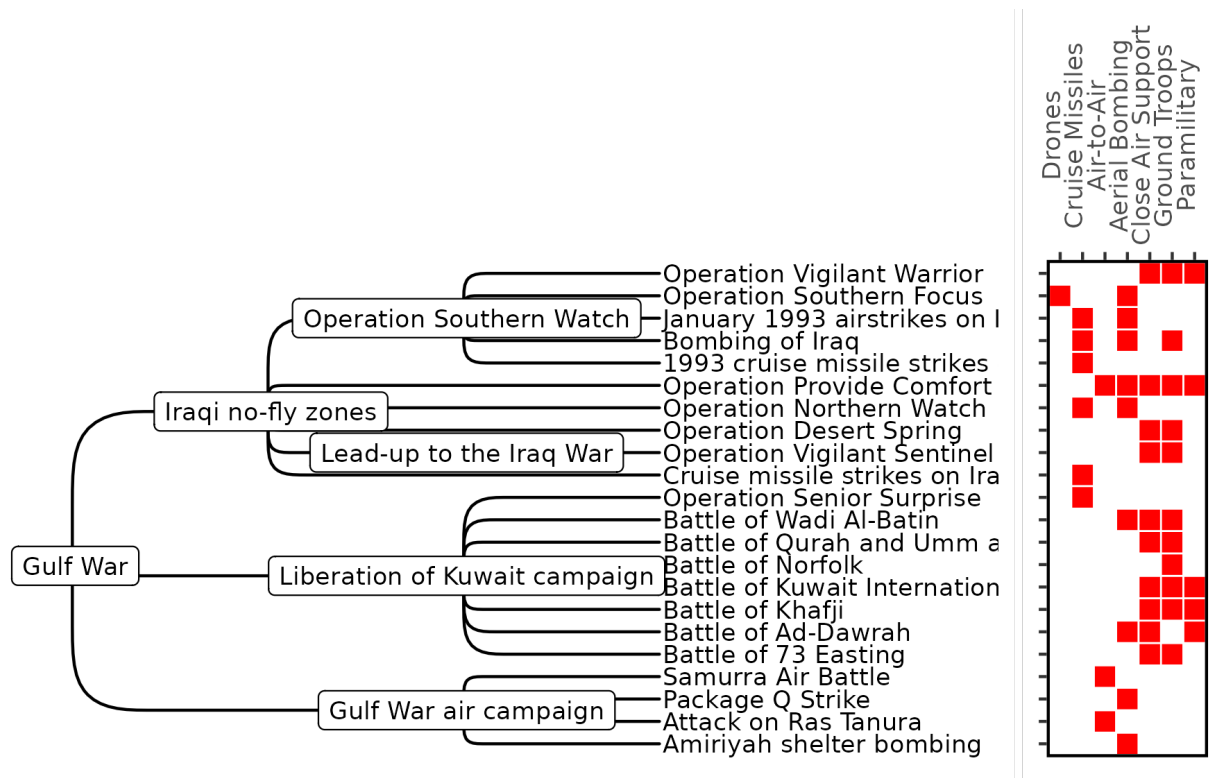 Drones
Cruise Missiles
Air-to-Air
Aerial Bombing
Close Air Support
Ground Troops
Paramilitary
Operation Vigilant Warrior
Operation Southern Focus
Operation Southern Watch
January 1993 airstrikes on I
Bombing of Iraq
1993 cruise missile strikes
Operation Provide Comfort
Iraqi no-fly zones
Operation Northern Watch
Operation Desert Spring
Lead-up to the Iraq War
Operation Vigilant Sentinel
Cruise missile strikes on Ira
Operation Senior Surprise
Battle of Wadi Al-Batin
Battle of Qurah and Umm a
Gulf War
Battle of Norfolk
Liberation of Kuwait campaign
Battle of Kuwait Internation
Battle of Khafji
Battle of Ad-Dawrah
Battle of 73 Easting
Samurra Air Battle
Package Q Strike
Gulf War air campaign
Attack on Ras Tanura
Amiriyah shelter bombing